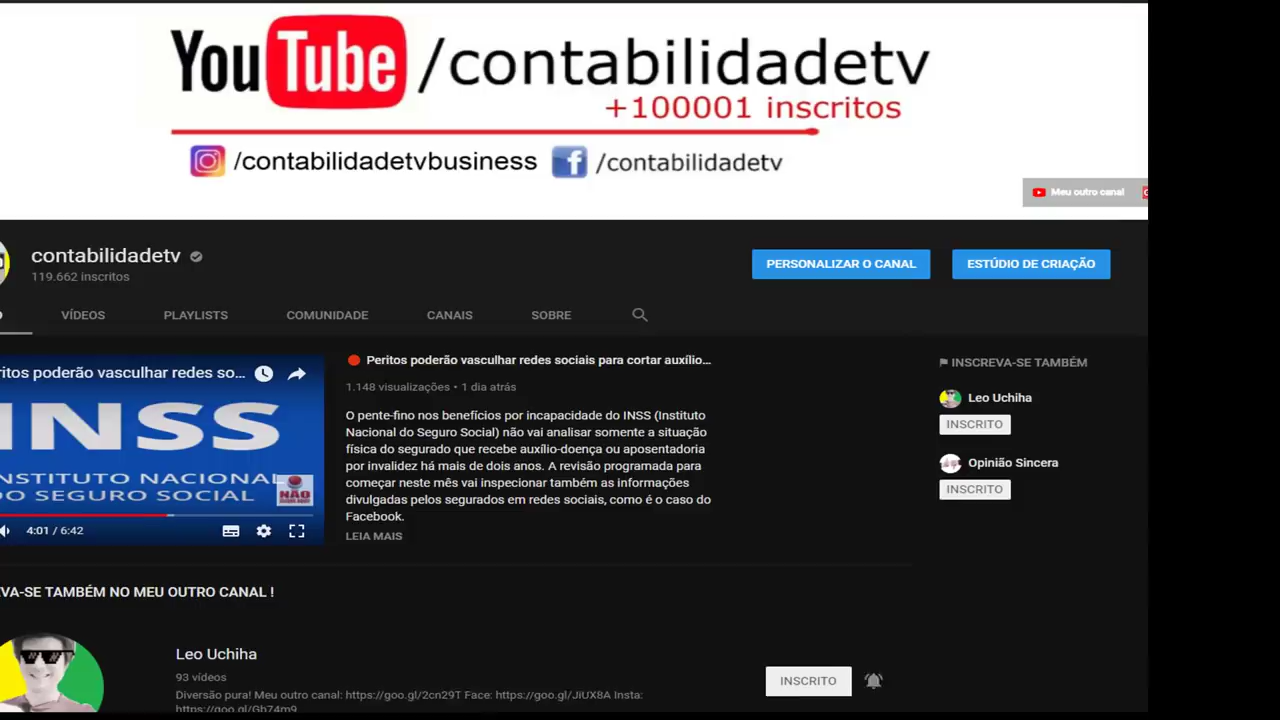 YouTube /contabilidadetv
+100001 inscritos
/contabilidadetvbusiness /contabilidadetv
Meu outro canal
contabilidadetv
119.662 inscritos
PERSONALIZAR O CANAL
ESTÚDIO DE CRIAÇÃO
VÍDEOS PLAYLISTS COMUNIDADE CANAIS SOBRE
ritos poderão vasculhar redes so...
INSS
NSTITUTO NACIONAL
DO SEGURO SOCIAL
NÃO
4:01 / 6:42
Peritos poderão vasculhar redes sociais para cortar auxílio...
1.148 visualizações • 1 dia atrás
O pente-fino nos benefícios por incapacidade do INSS (Instituto
Nacional do Seguro Social) não vai analisar somente a situação
física do segurado que recebe auxílio-doença ou aposentadoria
por invalidez há mais de dois anos. A revisão programada para
começar neste mês vai inspecionar também as informações
divulgadas pelos segurados em redes sociais, como é o caso do
Facebook.
LEIA MAIS
INSCREVA-SE TAMBÉM
Leo Uchiha
INSCRITO
Opinião Sincera
INSCRITO
EVA-SE TAMBÉM NO MEU OUTRO CANAL !
Leo Uchiha
93 vídeos
Diversão pura! Meu outro canal: https://goo.gl/2cn29T Face: https://goo.gl/JiUX8A Insta:
https://goo.gl/Gh74m9
INSCRITO